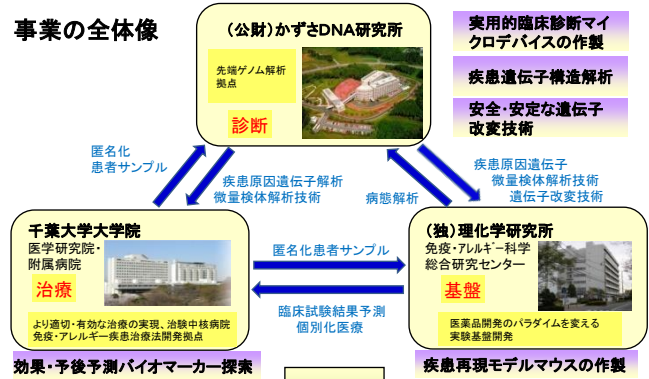 事業の全体像
(公財)かずさDNA研究所
先端ゲノム解析
拠点
診断
実用的臨床診断マイ
クロデバイスの作製
疾患遺伝子構造解析
安全・安定な遺伝子
改変技術
匿名化
患者サンプル
疾患原因遺伝子解析
微量検体解析技術
病態解析
疾患原因遺伝子
微量検体解析技術
遺伝子改変技術
千葉大学大学院
医学研究院・
附属病院
治療
より適切・有効な治療の実現、治験中核病院
免疫・アレルギー疾患治療法開発拠点
効果・予後予測バイオマーカー探索
匿名化患者サンプル
臨床試験結果予測
個別化医療
(独)理化学研究所
免疫・アレルギー科学
総合研究センター
基盤
医薬品開発のパラダイムを変える
実験基盤開発
疾患再現モデルマウスの作製